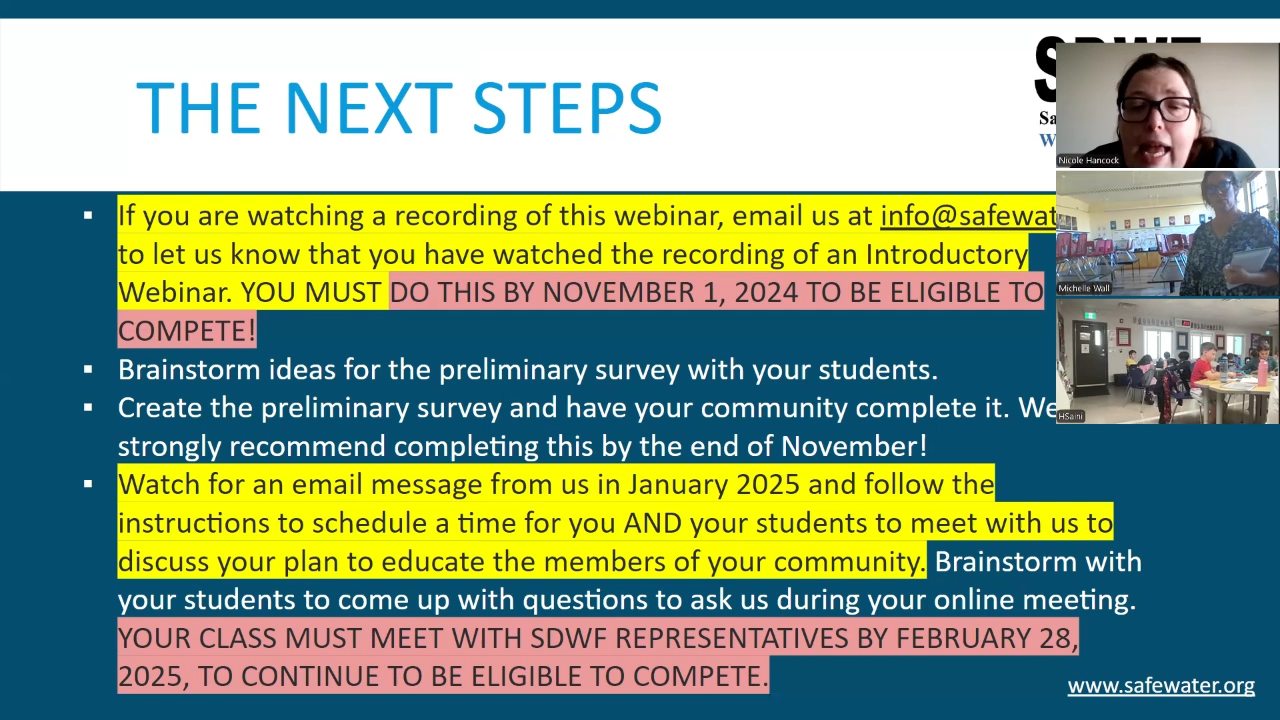 THE NEXT STEPS
Nicole Hancock
▪ If you are watching a recording of this webinar, email us at info@safewat
to let us know that you have watched the recording of an Introductory
Webinar. YOU MUST DO THIS BY NOVEMBER 1, 2024 TO BE ELIGIBLE TO
COMPETE!
Michelle Wall
▪ Brainstorm ideas for the preliminary survey with your students.
▪ Create the preliminary survey and have your community complete it. We
strongly recommend completing this by the end of November!
HSaini
▪ Watch for an email message from us in January 2025 and follow the
instructions to schedule a time for you AND your students to meet with us to
discuss your plan to educate the members of your community. Brainstorm with
your students to come up with questions to ask us during your online meeting.
YOUR CLASS MUST MEET WITH SDWF REPRESENTATIVES BY FEBRUARY 28,
2025, TO CONTINUE TO BE ELIGIBLE TO COMPETE.
www.safewater.org